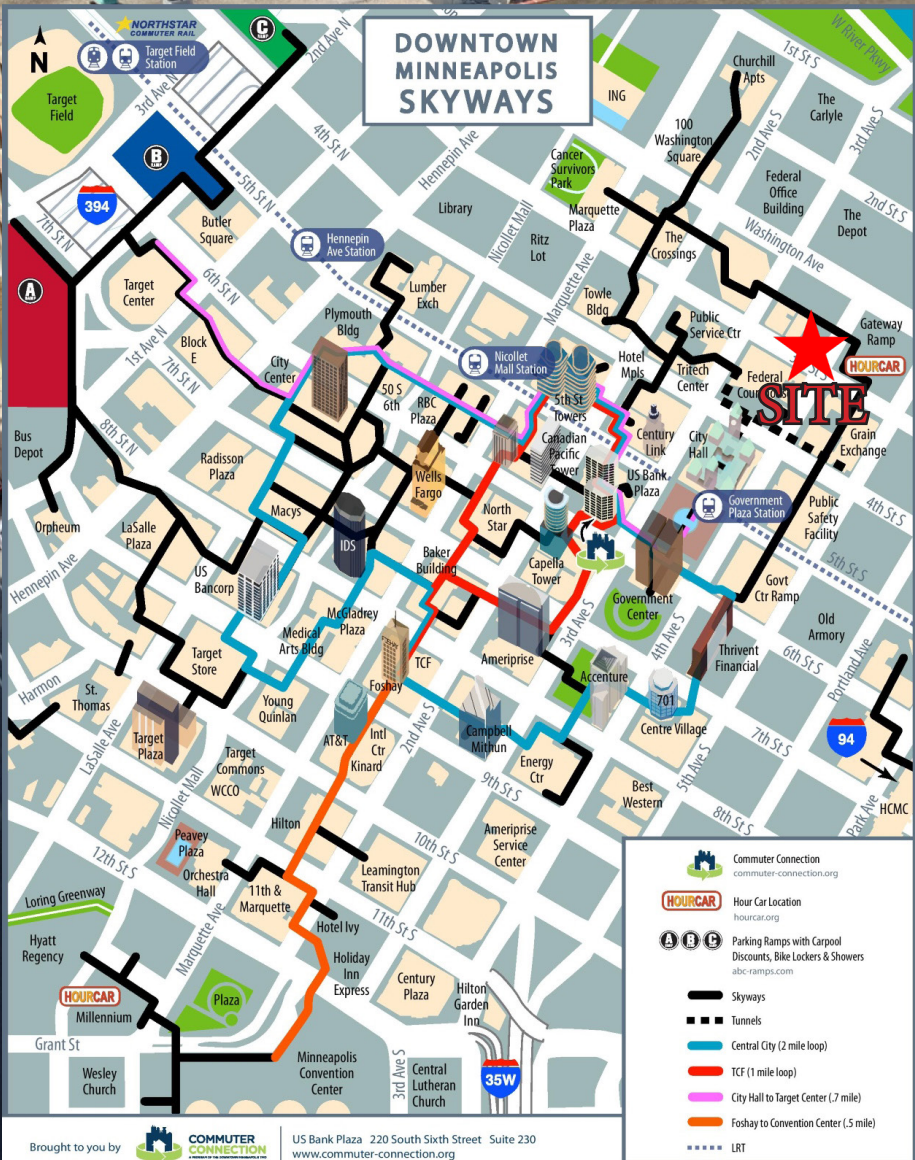 DOWNTOWN
MINNEAPOLIS
SKYWAYS
NORTHSTAR
COMMUTER RAIL
N
Target Field
Station
Target
Field
3rd Ave N
C
RAMP
2nd Ave N
4th St N
5th St N
B
RAMP
394
7th St N
A
RAMP
Butler
Square
6th St N
Hennepin
Ave Station
Hennepin Ave
Library
Nicollet Mall
Cancer
Survivors
Park
ING
Marquette
Plaza
Ritz
Lot
Marquette Ave
100
Washington
Square
Churchill
Apts
1st St S
W River Pkwy
2nd Ave S
The
Carlyle
3rd Ave S
Federal
Office
Building
2nd St S
The
Depot
Washington Ave
The
Crossings
Towle
Bldg
Public
Service Ctr
Gateway
Ramp
HOURCAR
SITE
Target
Center
1st Ave N
Block
E
7th St N
City
Center
Plymouth
Bldg
Lumber
Exch
Nicollet
Mall Station
50 S
6th
RBC
Plaza
5th St
Towers
Hotel
Mpls
Tritech
Center
Federal
Century
Link
City
Hall
Grain
Exchange
Canadian
Pacific
Tower
US Bank
Plaza
Government
Plaza Station
4th St S
Public
Safety
Facility
5th St S
Bus
Depot
8th St N
Radisson
Plaza
Macys
Wells
Fargo
North
Star
IDS
Baker
Building
Capella
Tower
Orpheum
LaSalle
Plaza
Hennepin Ave
US
Bancorp
McGladrey
Plaza
Medical
Arts Bldg
3rd Ave S
Government
Center
4th Ave S
Govt
Ctr Ramp
Old
Armory
6th St S
Portland Ave
Thrivent
Financial
Target
Store
Ameriprise
Accenture
TCF
Foshay
Harmon
St.
Thomas
Young
Quinlan
701
Centre Village
7th St S
94
Target
Plaza
LaSalle Ave
AT&T
Intl
Ctr
Kinard
2nd Ave S
Campbell
Mithun
Energy
Ctr
5th Ave S
Target
Commons
WCCO
Nicollet Mall
9th St S
Best
Western
8th St S
Park Ave
HCMC
Hilton
Peavey
Plaza
10th St S
Ameriprise
Service
Center
12th St S
Orchestra
Hall
Leamington
Transit Hub
11th &
Marquette
11th St S
Loring Greenway
Marquette Ave
Hotel Ivy
Hyatt
Regency
Holiday
Inn
Express
Century
Plaza
Hilton
Garden
Inn
HOURCAR
Millennium
Plaza
Grant St
Wesley
Church
Minneapolis
Convention
Center
3rd Ave S
Central
Lutheran
Church
35W
Commuter Connection
commuter-connection.org
HOURCAR
Hour Car Location
hourcar.org
A B C
Parking Ramps with Carpool
Discounts, Bike Lockers & Showers
abc-ramps.com
Skyways
Tunnels
Central City (2 mile loop)
TCF (1 mile loop)
City Hall to Target Center (.7 mile)
Foshay to Convention Center (.5 mile)
LRT
Brought to you by
COMMUTER
CONNECTION
US Bank Plaza 220 South Sixth Street Suite 230
www.commuter-connection.org